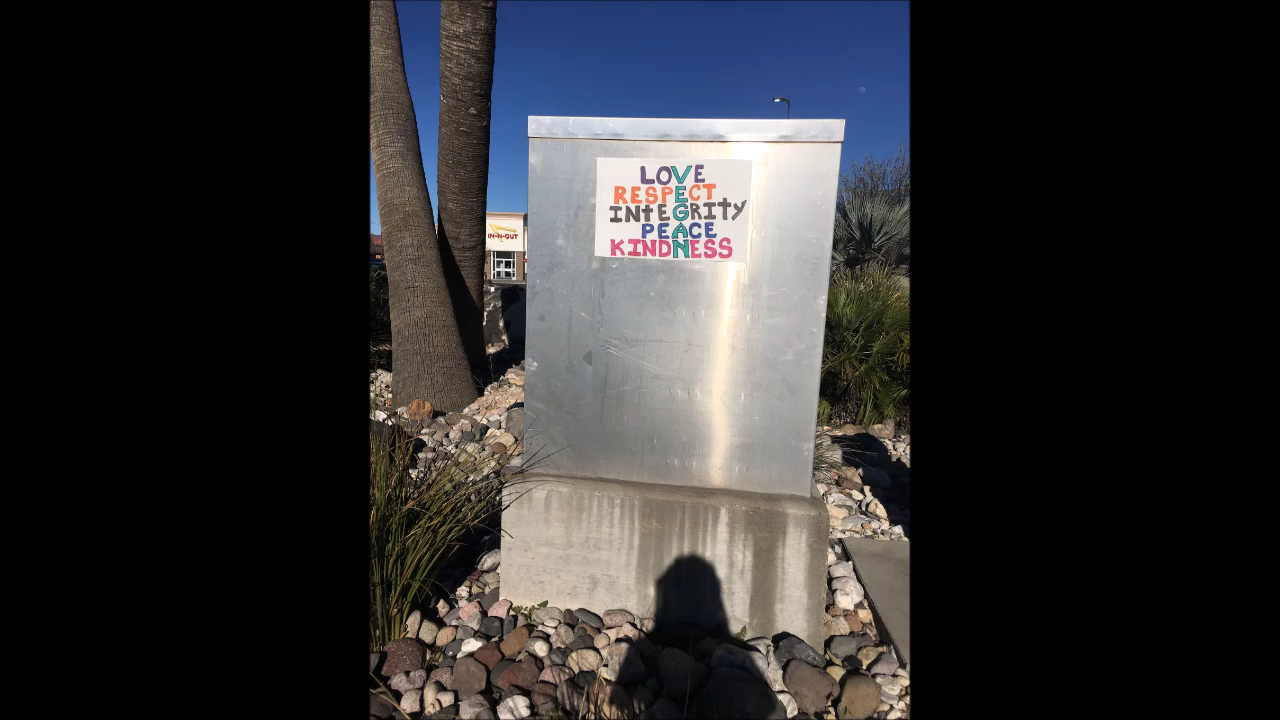 LOVE
RESPECT
INtEGRItY
PEACE
KINDNESS
IN-N-OUT